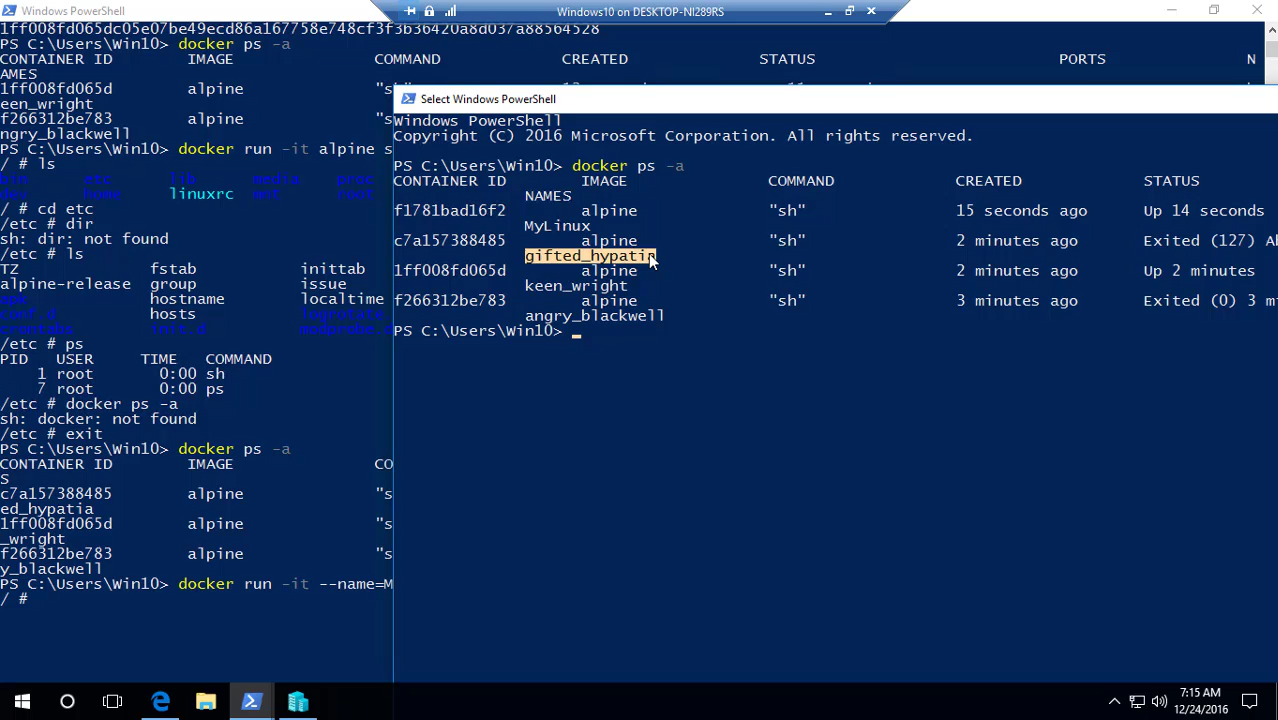 Windows PowerShell
Windows10 on DESKTOP-NI289RS
1ff008fd065dc05e07be49ecd86a167758e748cf3f3b36420a8d037a88564528
PS C:\Users\Win10> docker ps -a
CONTAINER ID IMAGE COMMAND CREATED STATUS PORTS N
AMES
1ff008fd065d alpine
een_wright
f266312be783 alpine
ngry_blackwell
PS C:\Users\Win10> docker run -it alpine s
/ # ls
bin etc lib media proc
dev home linuxrc mnt root
/ # cd etc
/etc # dir
sh: dir: not found
/etc # ls
TZ fstab inittab
alpine-release group issue
apk hostname localtime
conf.d hosts logrotate.
crontabs init.d modprobe.d
/etc # ps
PID USER TIME COMMAND
1 root 0:00 sh
7 root 0:00 ps
/etc # docker ps -a
sh: docker: not found
/etc # exit
PS C:\Users\Win10> docker ps -a
CONTAINER ID IMAGE CO
S
c7a157388485 alpine "s
ed_hypatia
1ff008fd065d alpine "s
_wright
f266312be783 alpine "s
y_blackwell
PS C:\Users\Win10> docker run -it --name=M
/ #
Select Windows PowerShell
Windows PowerShell
Copyright (C) 2016 Microsoft Corporation. All rights reserved.
PS C:\Users\Win10> docker ps -a
CONTAINER ID IMAGE COMMAND CREATED STATUS
NAMES
f1781bad16f2 alpine "sh" 15 seconds ago Up 14 seconds
MyLinux
c7a157388485 alpine "sh" 2 minutes ago Exited (127) Ab
gifted_hypatia
1ff008fd065d alpine "sh" 2 minutes ago Up 2 minutes
keen_wright
f266312be783 alpine "sh" 3 minutes ago Exited (0) 3 m
angry_blackwell
PS C:\Users\Win10>
7:15 AM
12/24/2016